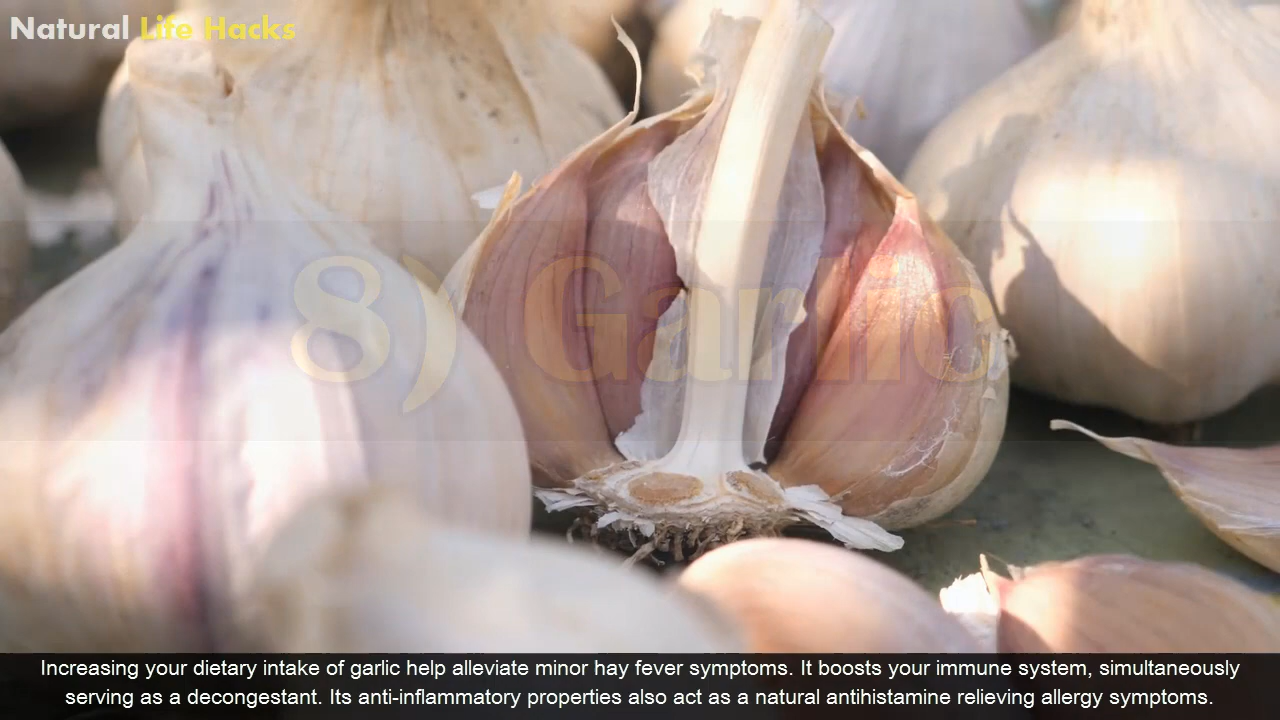 Natural Life Hacks
8) Garlic
Increasing your dietary intake of garlic help alleviate minor hay fever symptoms. It boosts your immune system, simultaneously
serving as a decongestant. Its anti-inflammatory properties also act as a natural antihistamine relieving allergy symptoms.